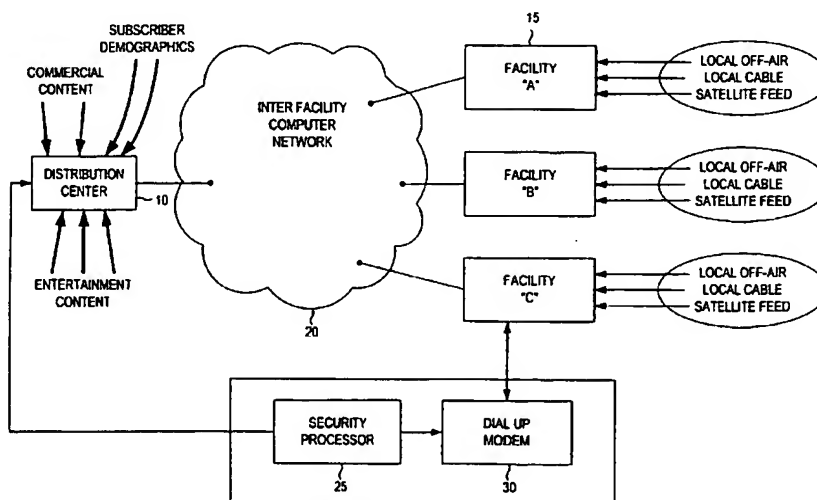 SUBSCRIBER
DEMOGRAPHICS
COMMERCIAL
CONTENT
DISTRIBUTION
CENTER
10
ENTERTAINMENT
CONTENT
INTER FACILITY
COMPUTER
NETWORK
20
15
FACILITY
"A"
LOCAL OFF-AIR
LOCAL CABLE
SATELLITE FEED
FACILITY
"B"
LOCAL OFF-AIR
LOCAL CABLE
SATELLITE FEED
FACILITY
"C"
LOCAL OFF-AIR
LOCAL CABLE
SATELLITE FEED
SECURITY
PROCESSOR
25
DIAL UP
MODEM
30